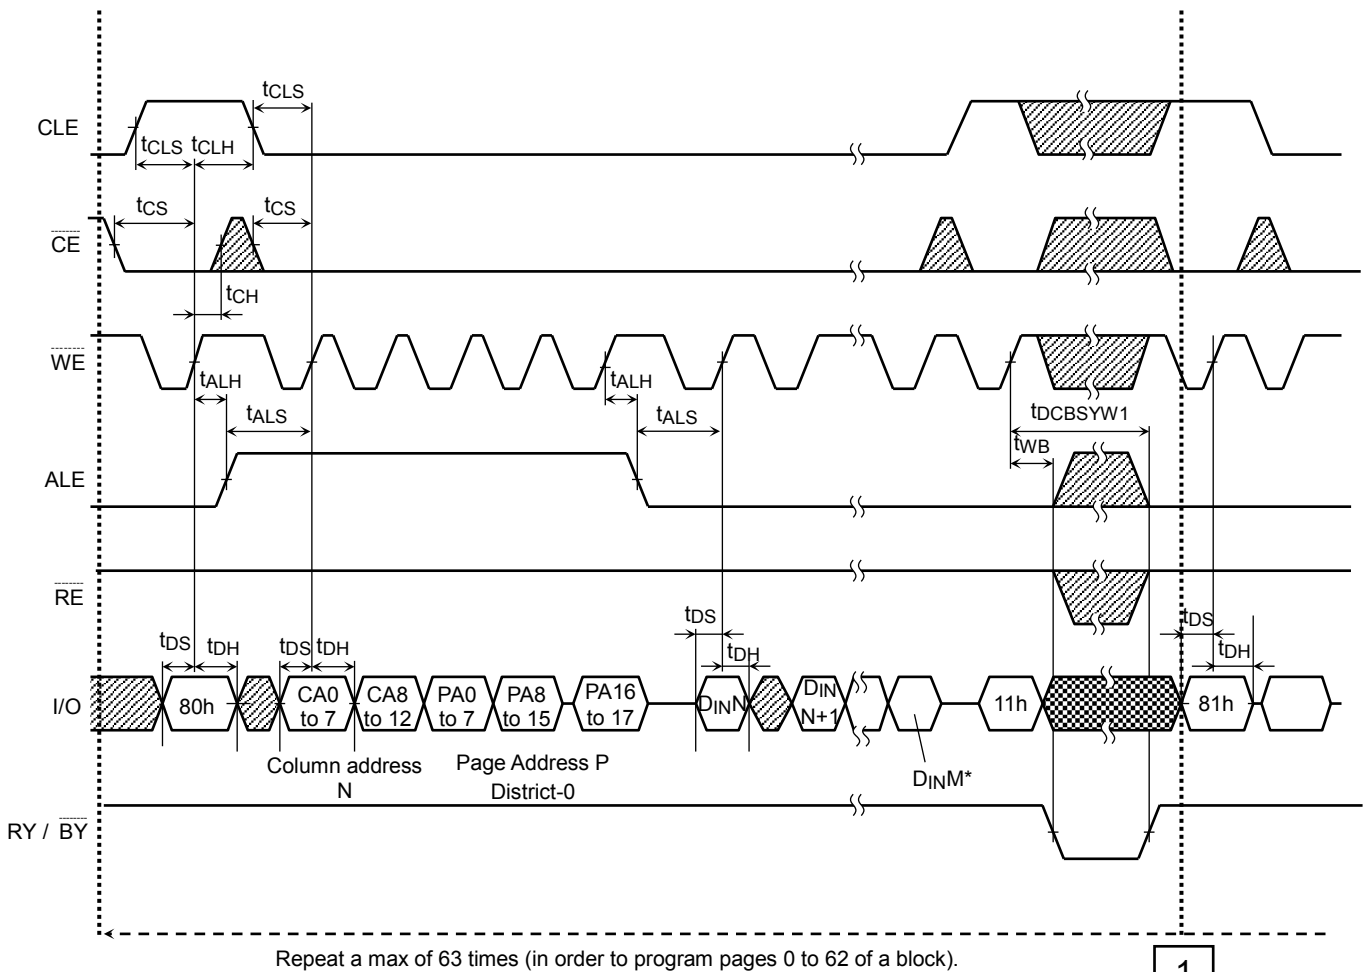 tCLS
CLE
tCLS tCLH
tCS tCS
CE
tCH
WE
tALH tALH
tALS tALS tDCBSYW1
tWB
ALE
RE
tDS tDH tDS tDH tDS tDH tDS tDH
I/O 80h CA0 to 7 CA8 to 12 PA0 to 7 PA8 to 15 PA16 to 17 DINN DIN N+1 11h 81h
Column address N
Page Address P District-0
DINM*
RY / BY
Repeat a max of 63 times (in order to program pages 0 to 62 of a block).
1